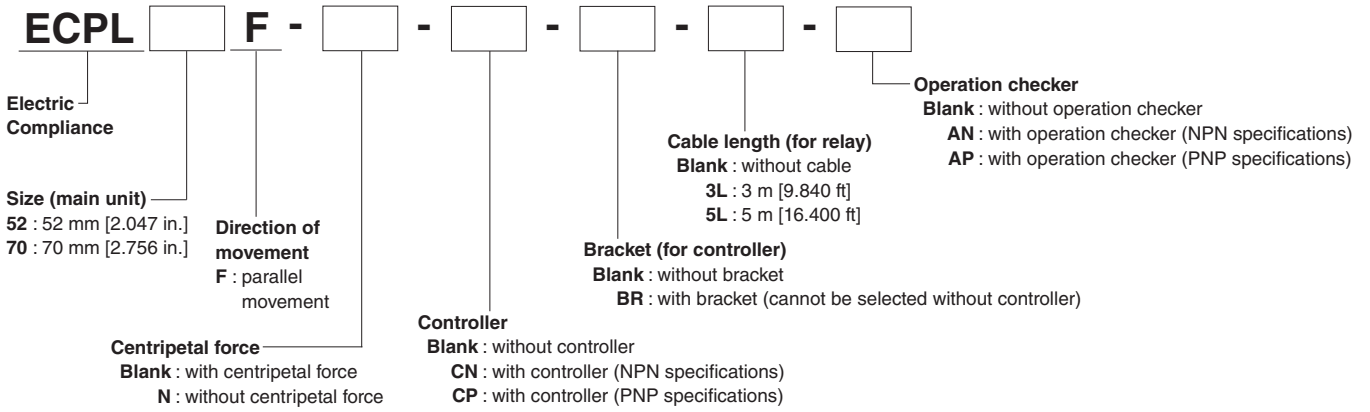 ECPL F - - - - -
Electric
Compliance
Size (main unit)
52 : 52 mm [2.047 in.]
70 : 70 mm [2.756 in.]
Direction of
movement
F : parallel
movement
Centripetal force
Blank : with centripetal force
N : without centripetal force
Controller
Blank : without controller
CN : with controller (NPN specifications)
CP : with controller (PNP specifications)
Bracket (for controller)
Blank : without bracket
BR : with bracket (cannot be selected without controller)
Cable length (for relay)
Blank : without cable
3L : 3 m [9.840 ft]
5L : 5 m [16.400 ft]
Operation checker
Blank : without operation checker
AN : with operation checker (NPN specifications)
AP : with operation checker (PNP specifications)